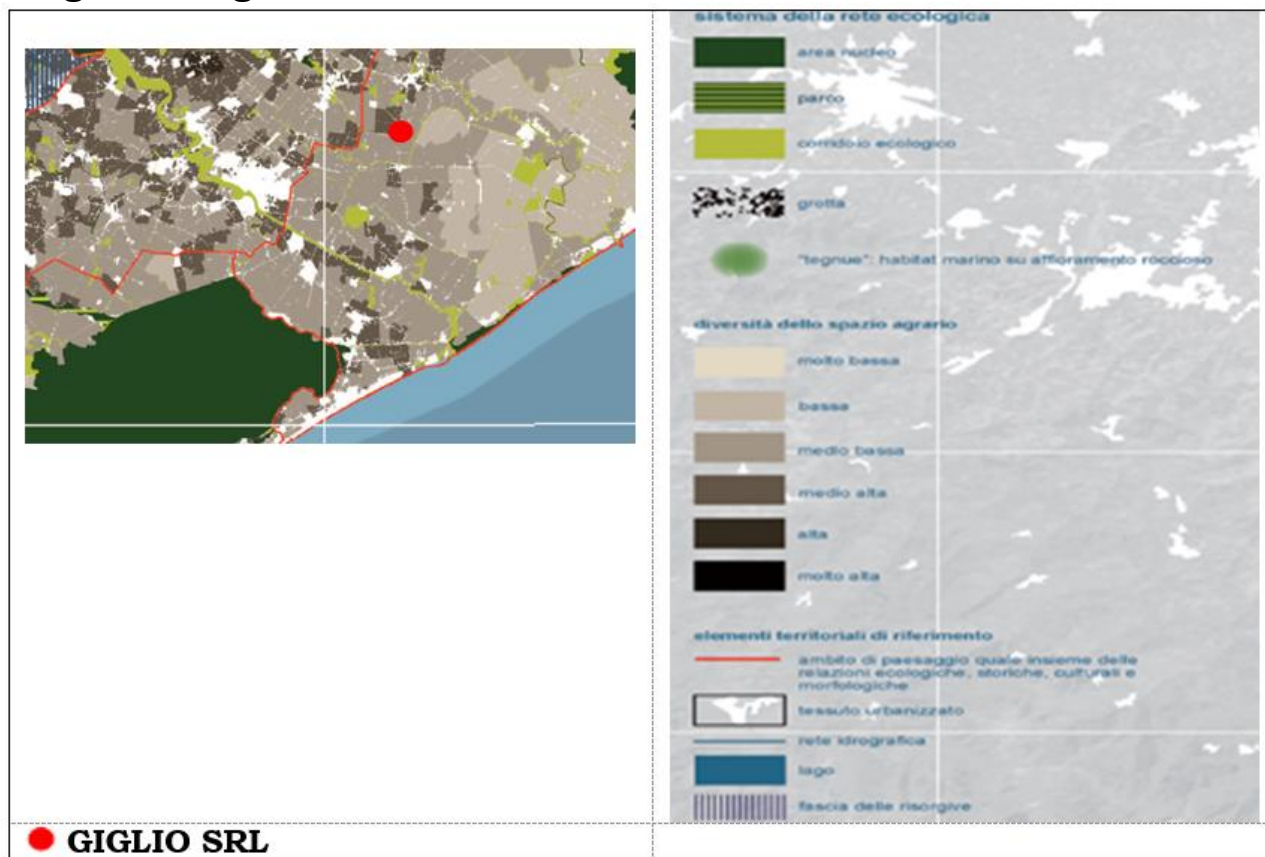 sistema della rete ecologica
area nucleo
parco
corridoio ecologico
grotta
"tegnue": habitat marino su affioramento roccioso
diversità dello spazio agrario
molto bassa
bassa
medio bassa
medio alta
alta
molto alta
elementi territoriali di riferimento
ambito di paesaggio quale insieme delle
relazioni ecologiche, storiche, culturali e
morfologiche
tessuto urbanizzato
rete idrografica
lago
fascia delle risorgive
GIGLIO SRL